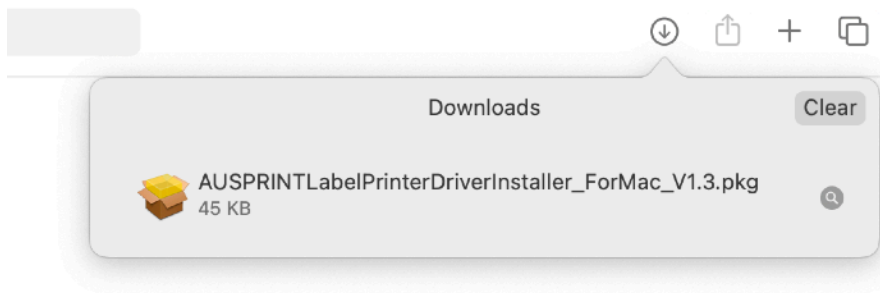 Downloads
Clear
AUSPRINTLabelPrinterDriverInstaller_ForMac_V1.3.pkg
45 KB